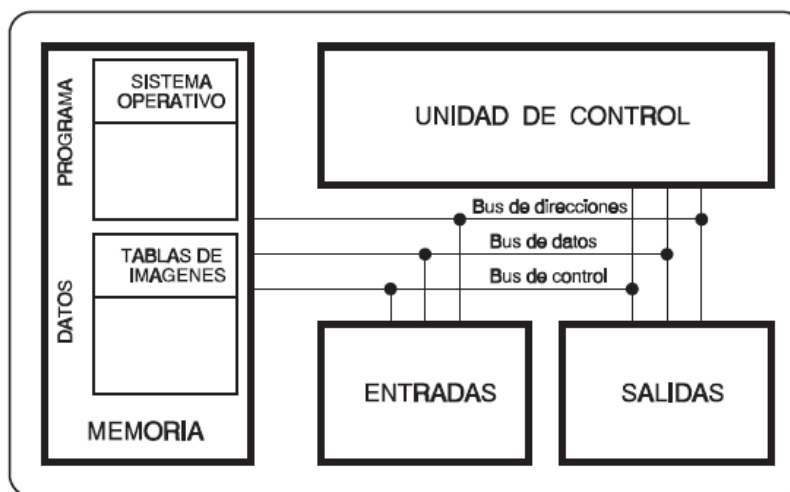 PROGRAMA
SISTEMA
OPERATIVO
DATOS
TABLAS DE
IMAGENES
MEMORIA
UNIDAD DE CONTROL
Bus de direcciones
Bus de datos
Bus de control
ENTRADAS
SALIDAS